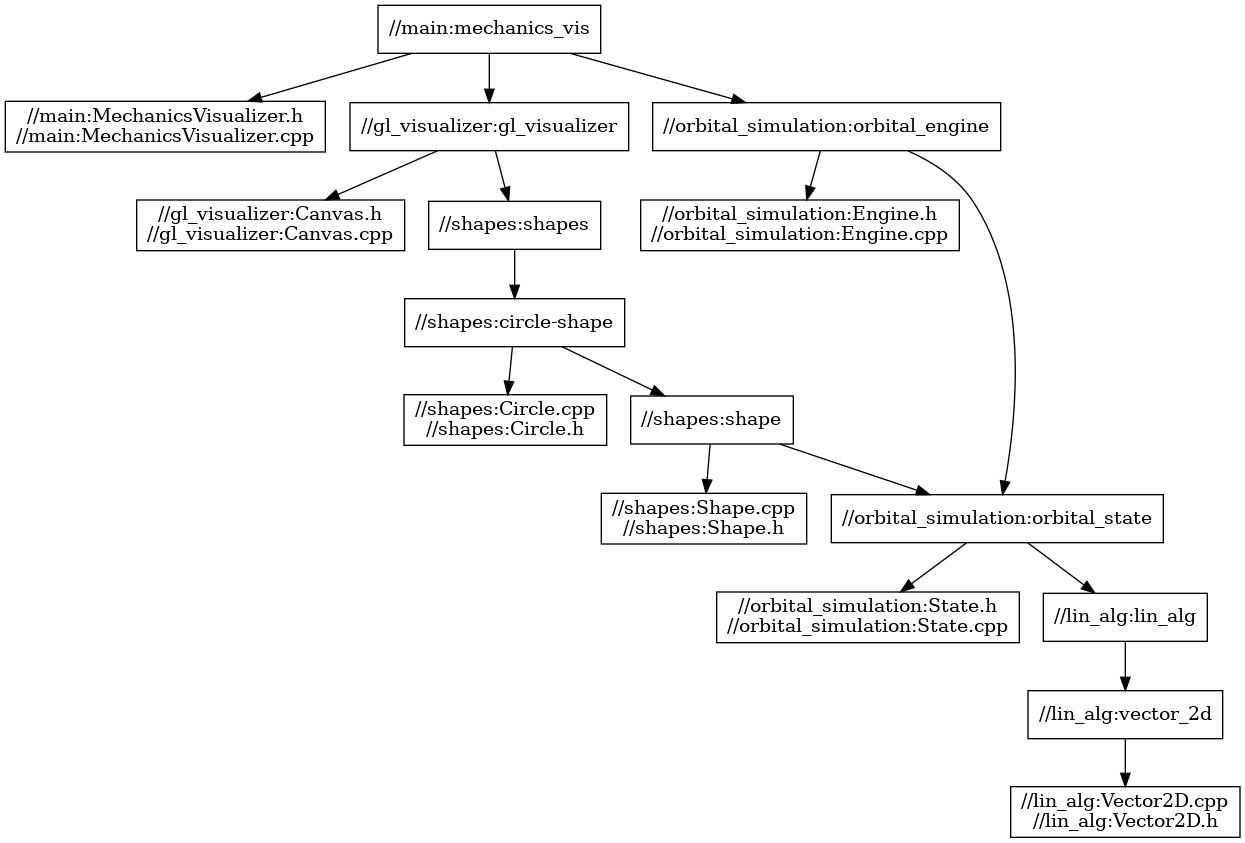 //main:mechanics_vis
//main:MechanicsVisualizer.h
//main:MechanicsVisualizer.cpp
//gl_visualizer:gl_visualizer
//orbital_simulation:orbital_engine
//gl_visualizer:Canvas.h
//gl_visualizer:Canvas.cpp
//shapes:shapes
//orbital_simulation:Engine.h
//orbital_simulation:Engine.cpp
//shapes:circle-shape
//shapes:Circle.cpp
//shapes:Circle.h
//shapes:shape
//shapes:Shape.cpp
//shapes:Shape.h
//orbital_simulation:orbital_state
//orbital_simulation:State.h
//orbital_simulation:State.cpp
//lin_alg:lin_alg
//lin_alg:vector_2d
//lin_alg:Vector2D.cpp
//lin_alg:Vector2D.h